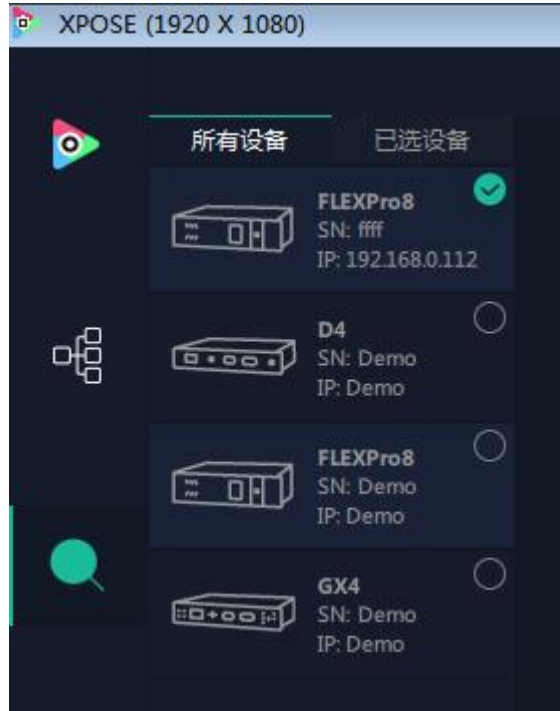 XPOSE (1920 X 1080)
所有设备
已选设备
FLEXPro8
SN: ffff
IP: 192.168.0.112
D4
SN: Demo
IP: Demo
FLEXPro8
SN: Demo
IP: Demo
GX4
SN: Demo
IP: Demo